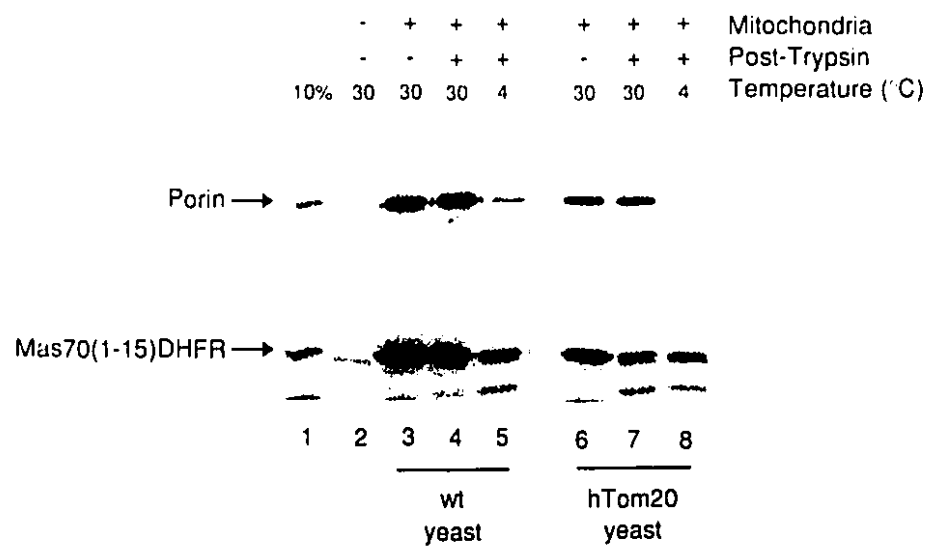 - + + + + + + Mitochondria
- - + + - + + Post-Trypsin
10% 30 30 30 4 30 30 4 Temperature (°C)
Porin
Mas70(1-15)DHFR
1 2 3 4 5 6 7 8
wt yeast hTom20 yeast